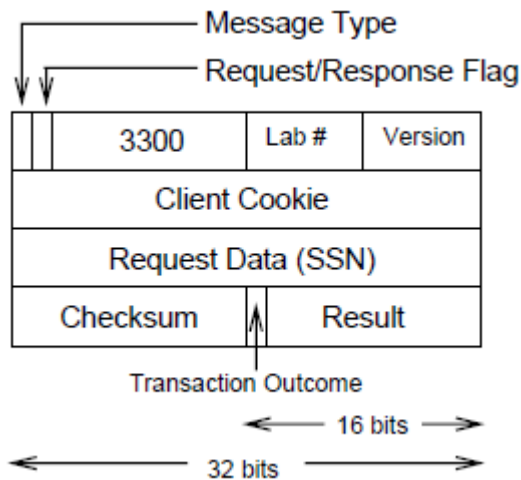 Message Type
Request/Response Flag
3300 Lab # Version
Client Cookie
Request Data (SSN)
Checksum Result
Transaction Outcome
16 bits
32 bits